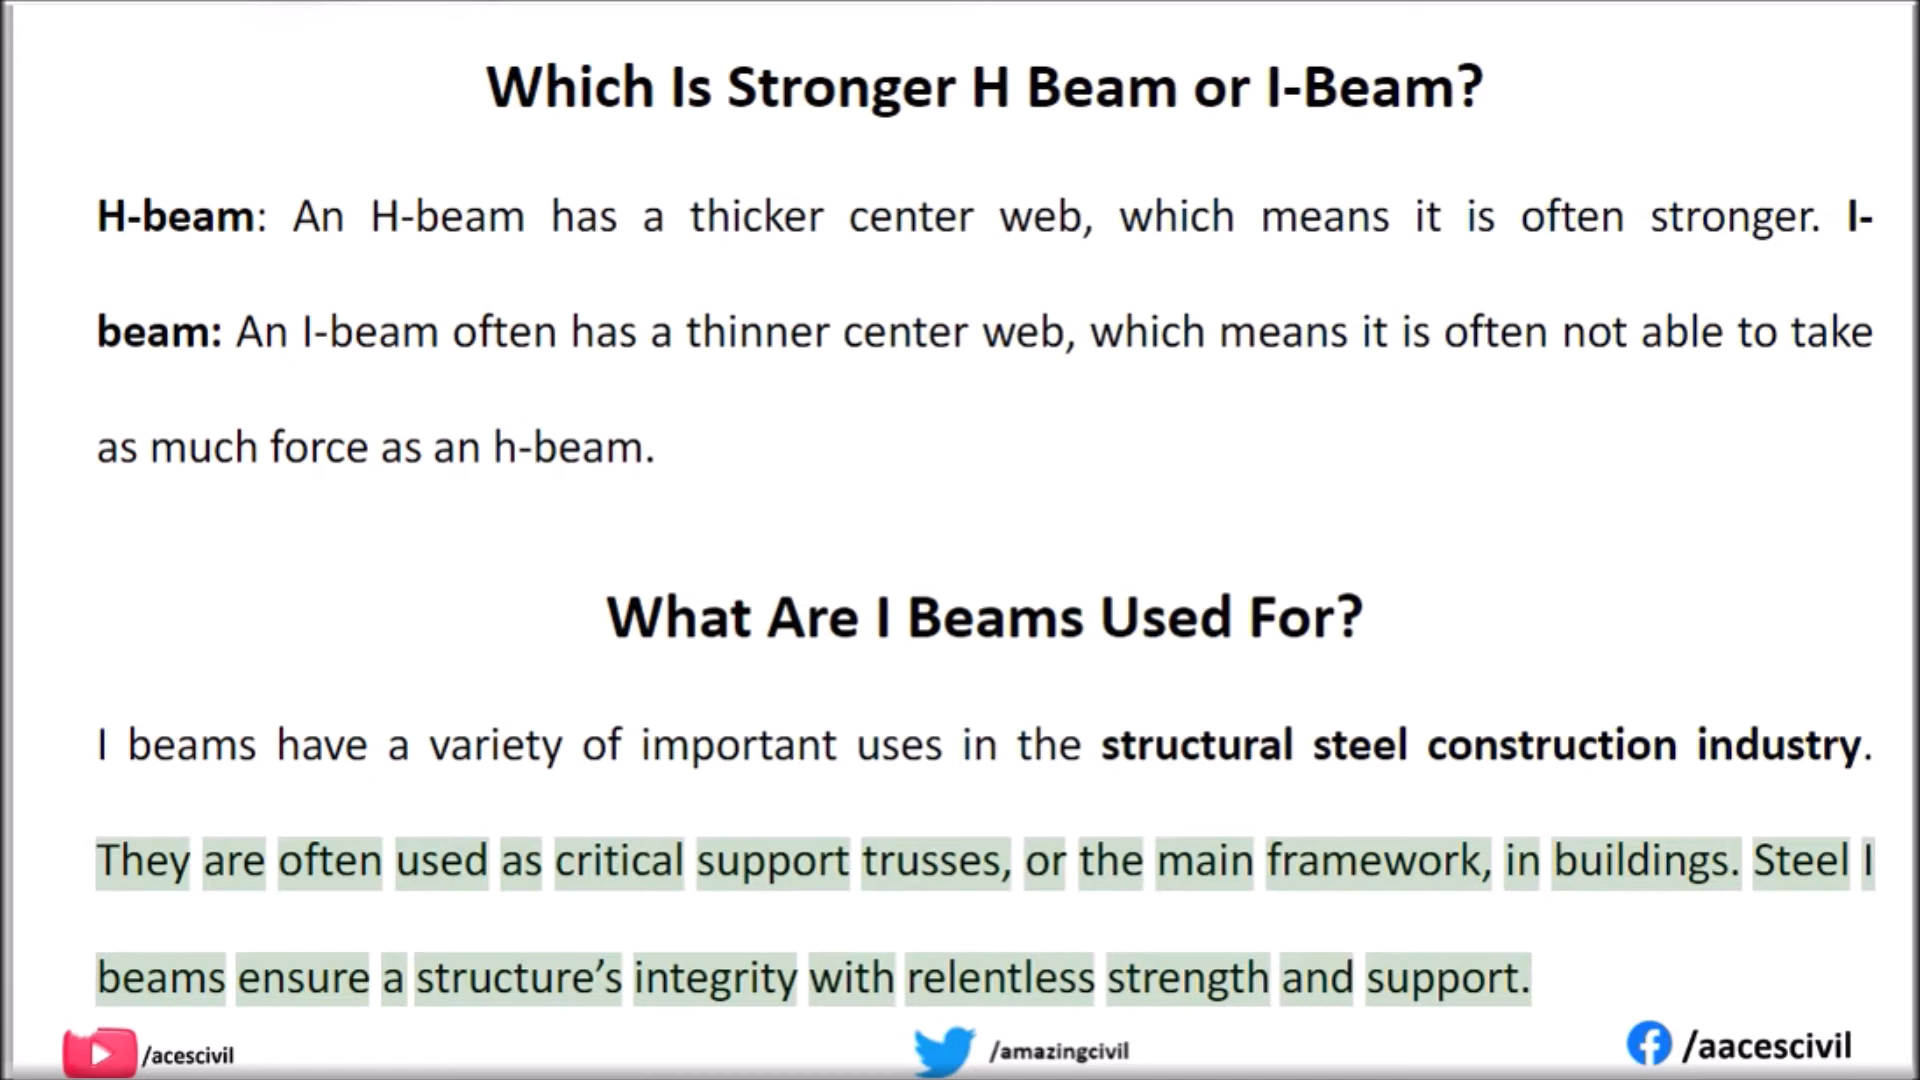 Which Is Stronger H Beam or I-Beam?
H-beam: An H-beam has a thicker center web, which means it is often stronger. I-
beam: An I-beam often has a thinner center web, which means it is often not able to take
as much force as an h-beam.
What Are I Beams Used For?
I beams have a variety of important uses in the structural steel construction industry.
They are often used as critical support trusses, or the main framework, in buildings. Steel I
beams ensure a structure’s integrity with relentless strength and support.
/acescivil
/amazingcivil
/aacescivil